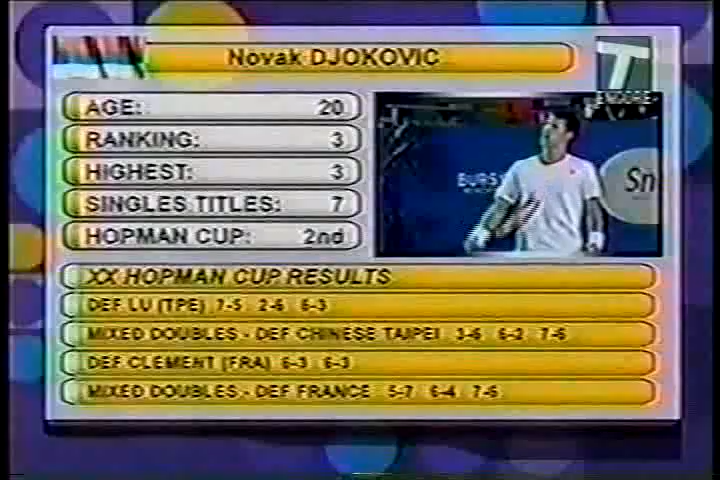 Novak DJOKOVIC
T
AGE: 20
RANKING: 3
HIGHEST: 3
SINGLES TITLES: 7
HOPMAN CUP: 2nd
Sn
XX HOPMAN CUP RESULTS
DEF LU (TPE) 7-5 2-6 6-3
MIXED DOUBLES - DEF CHINESE TAIPEI 3-6 6-2 7-6
DEF CLEMENT (FRA) 6-3 6-3
MIXED DOUBLES - DEF FRANCE 5-7 6-4 7-6